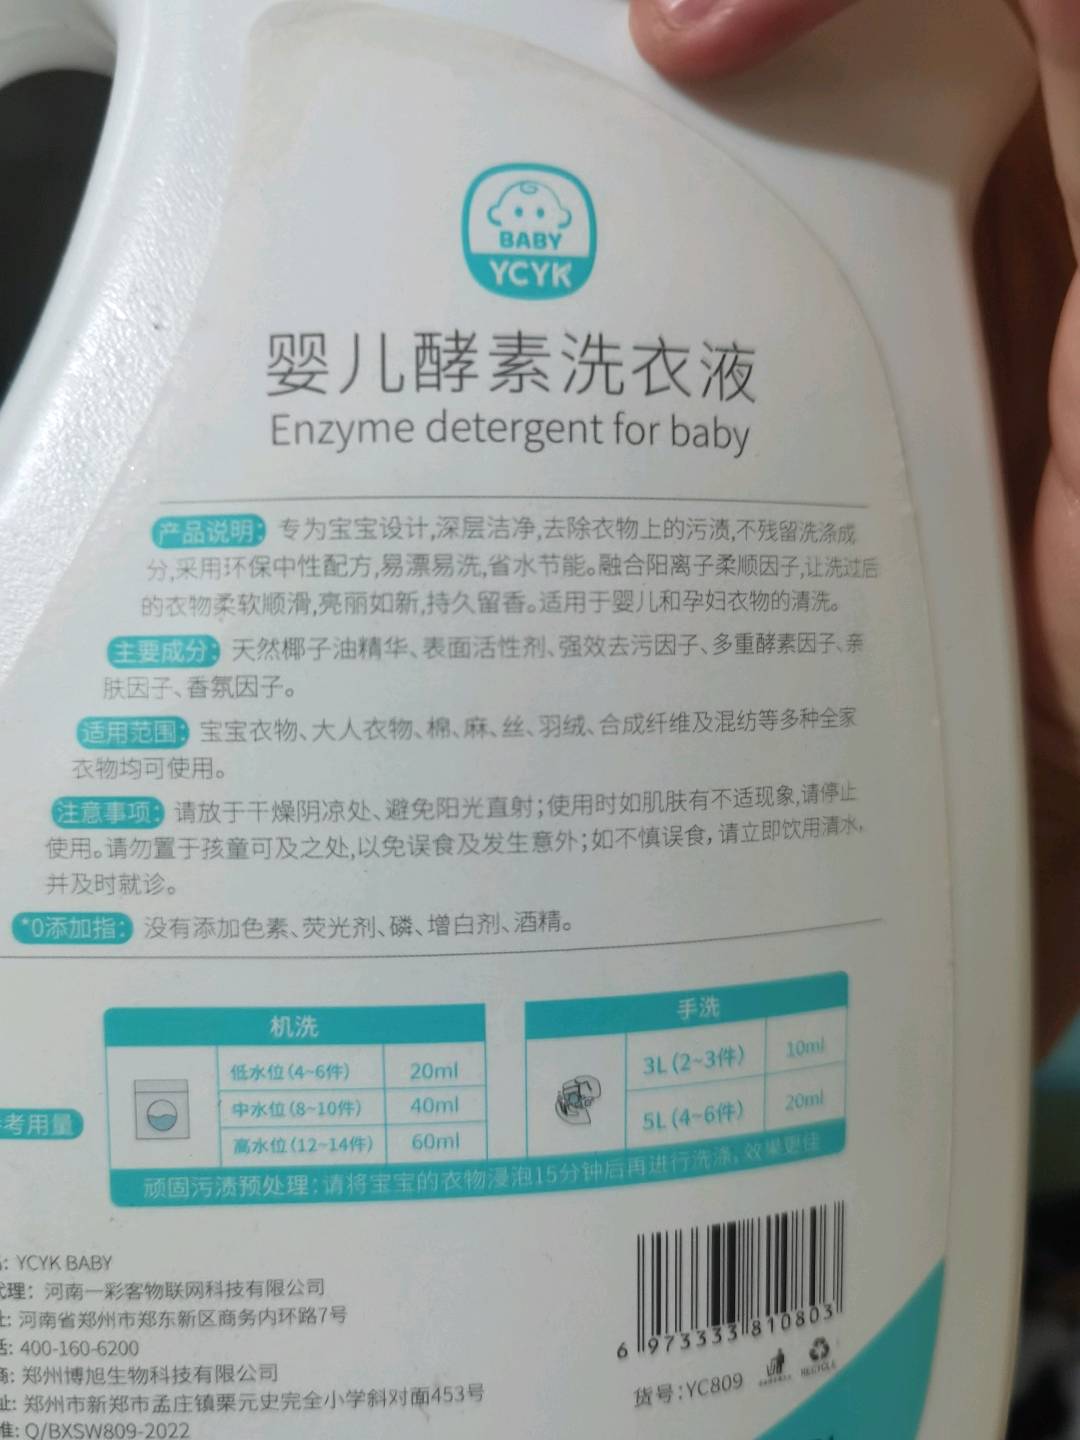 BABY
YCYK
婴儿酵素洗衣液
Enzyme detergent for baby
产品说明: 专为宝宝设计,深层洁净,去除衣物上的污渍,不残留洗涤成
分,采用环保中性配方,易漂易洗,省水节能。融合阳离子柔顺因子,让洗过后
的衣物柔软顺滑,亮丽如新,持久留香。适用于婴儿和孕妇衣物的清洗。
主要成分: 天然椰子油精华、表面活性剂、强效去污因子、多重酵素因子、亲
肤因子、香氛因子。
适用范围: 宝宝衣物、大人衣物、棉、麻、丝、羽绒、合成纤维及混纺等多种全家
衣物均可使用。
注意事项: 请放于干燥阴凉处、避免阳光直射;使用时如肌肤有不适现象,请停止
使用。请勿置于孩童可及之处,以免误食及发生意外;如不慎误食,请立即饮用清水,
并及时就诊。
*0添加指: 没有添加色素、荧光剂、磷、增白剂、酒精。
考用量
机洗
低水位(4~6件) 20ml
中水位(8~10件) 40ml
高水位(12~14件) 60ml
手洗
3L(2~3件) 10ml
5L(4~6件) 20ml
顽固污渍预处理:请将宝宝的衣物浸泡15分钟后再进行洗涤,效果更佳
: YCYK BABY
代理: 河南一彩客物联网科技有限公司
址: 河南省郑州市郑东新区商务内环路7号
话: 400-160-6200
商: 郑州博旭生物科技有限公司
址: 郑州市新郑市孟庄镇栗元史完全小学斜对面453号
准: Q/BXSW809-2022
6 973333 810803
货号:YC809
RECYCLE